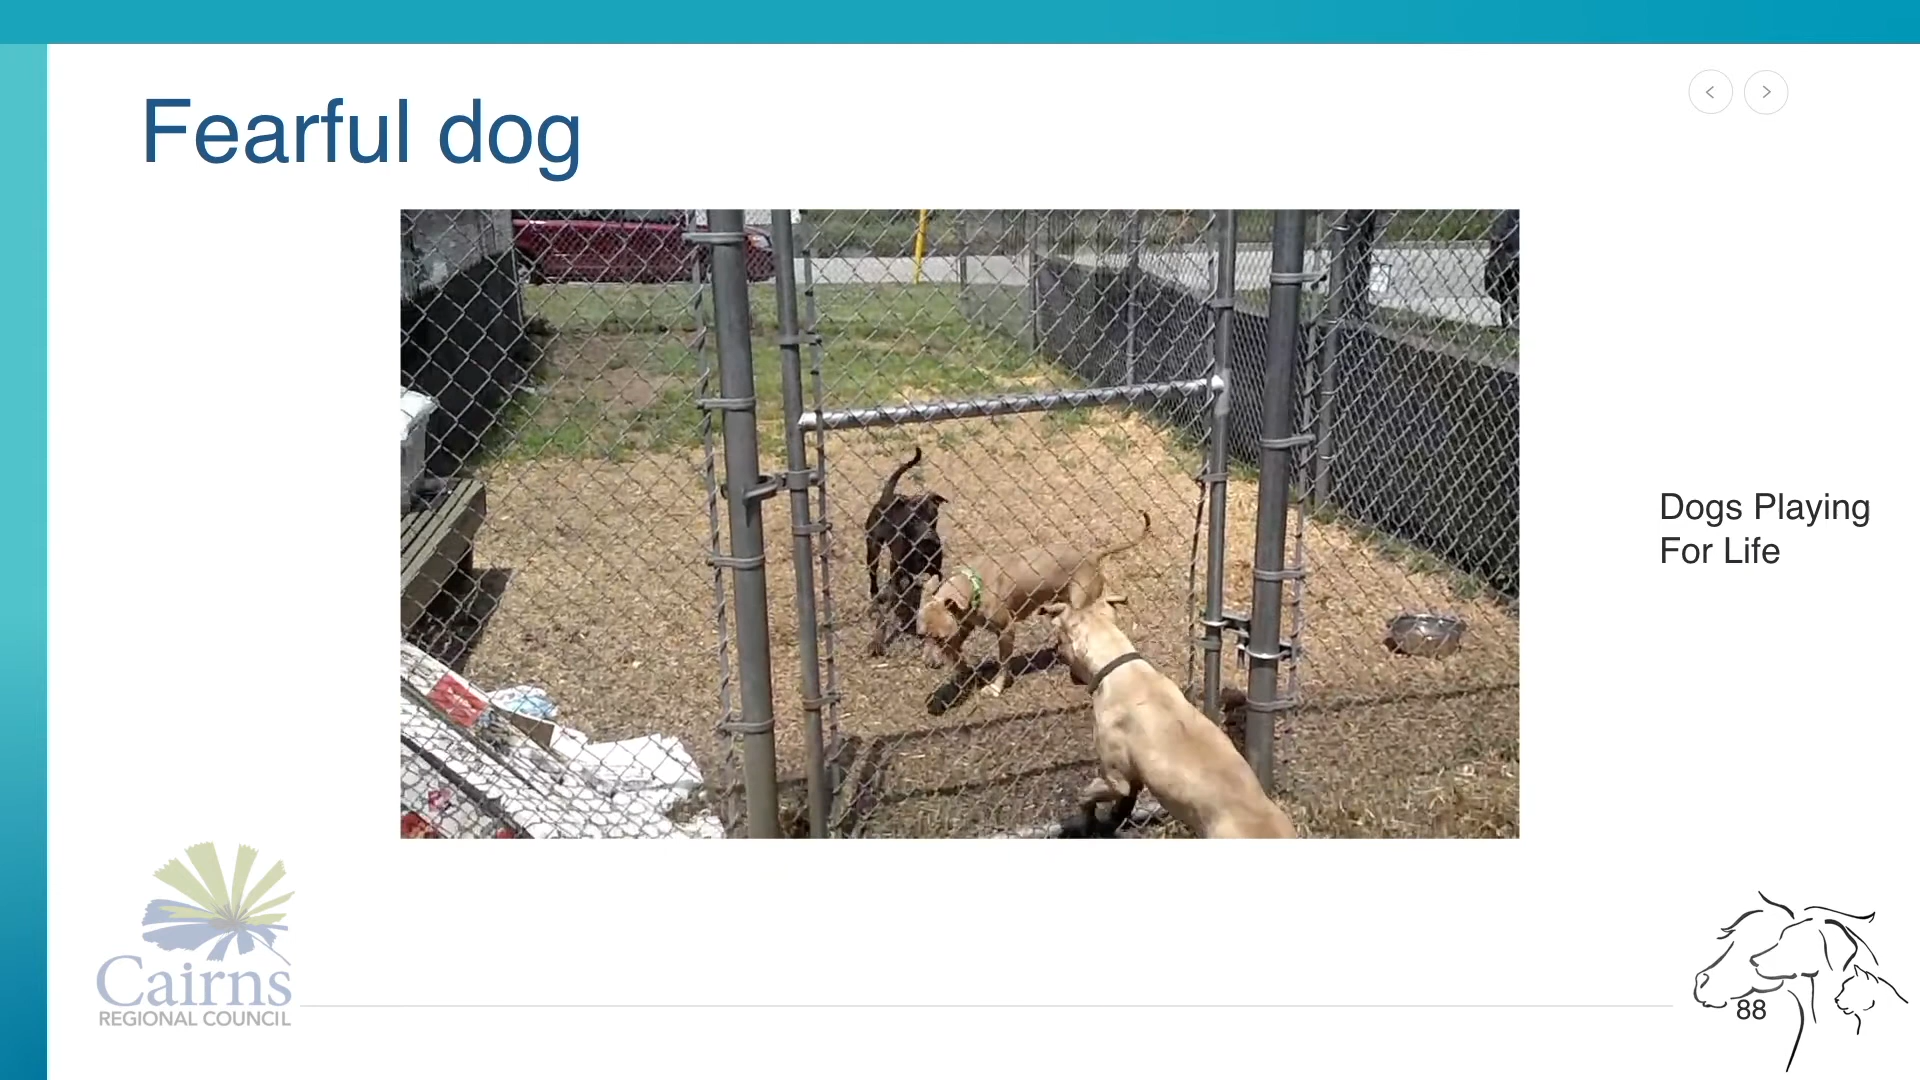 Fearful dog
Dogs Playing
For Life
Cairns
REGIONAL COUNCIL
88